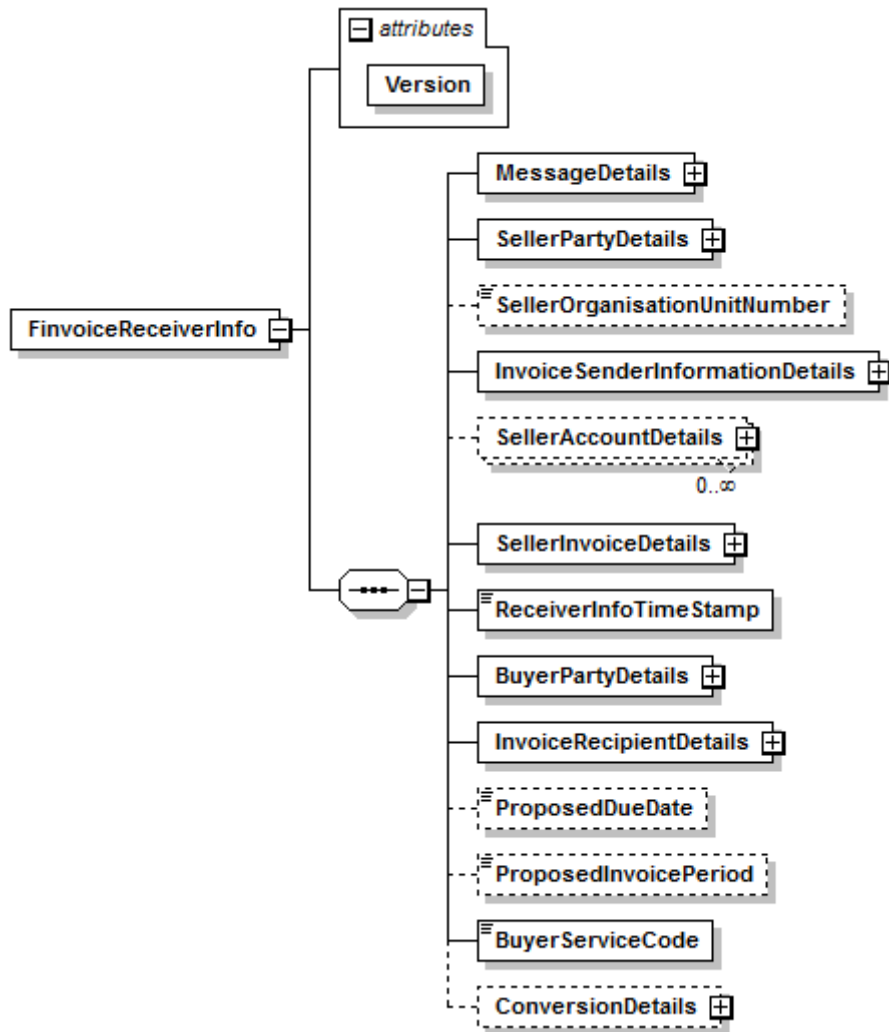 attributes
Version
MessageDetails
SellerPartyDetails
SellerOrganisationUnitNumber
FinvoiceReceiverInfo
InvoiceSenderInformationDetails
SellerAccountDetails
0..∞
SellerInvoiceDetails
ReceiverInfoTimeStamp
BuyerPartyDetails
InvoiceRecipientDetails
ProposedDueDate
ProposedInvoicePeriod
BuyerServiceCode
ConversionDetails